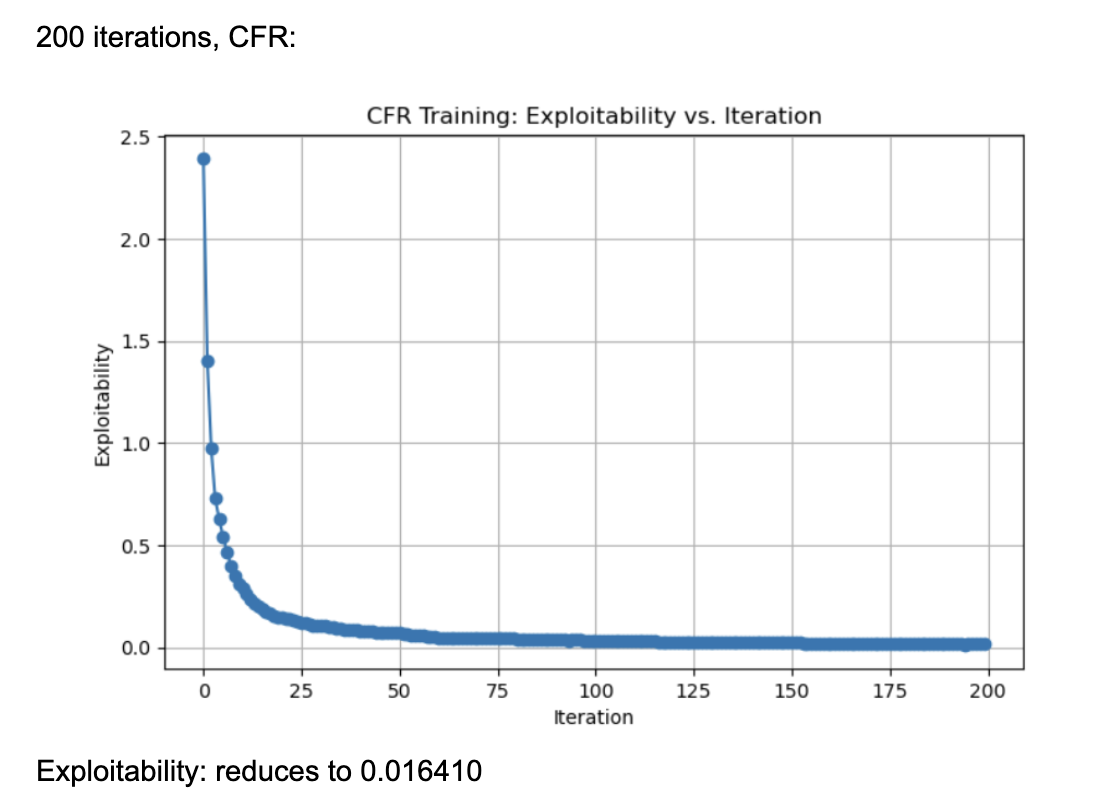 200 iterations, CFR:
CFR Training: Exploitability vs. Iteration
2.5
2.0
1.5
1.0
0.5
0.0
Exploitability
0 25 50 75 100 125 150 175 200
Iteration
Exploitability: reduces to 0.016410